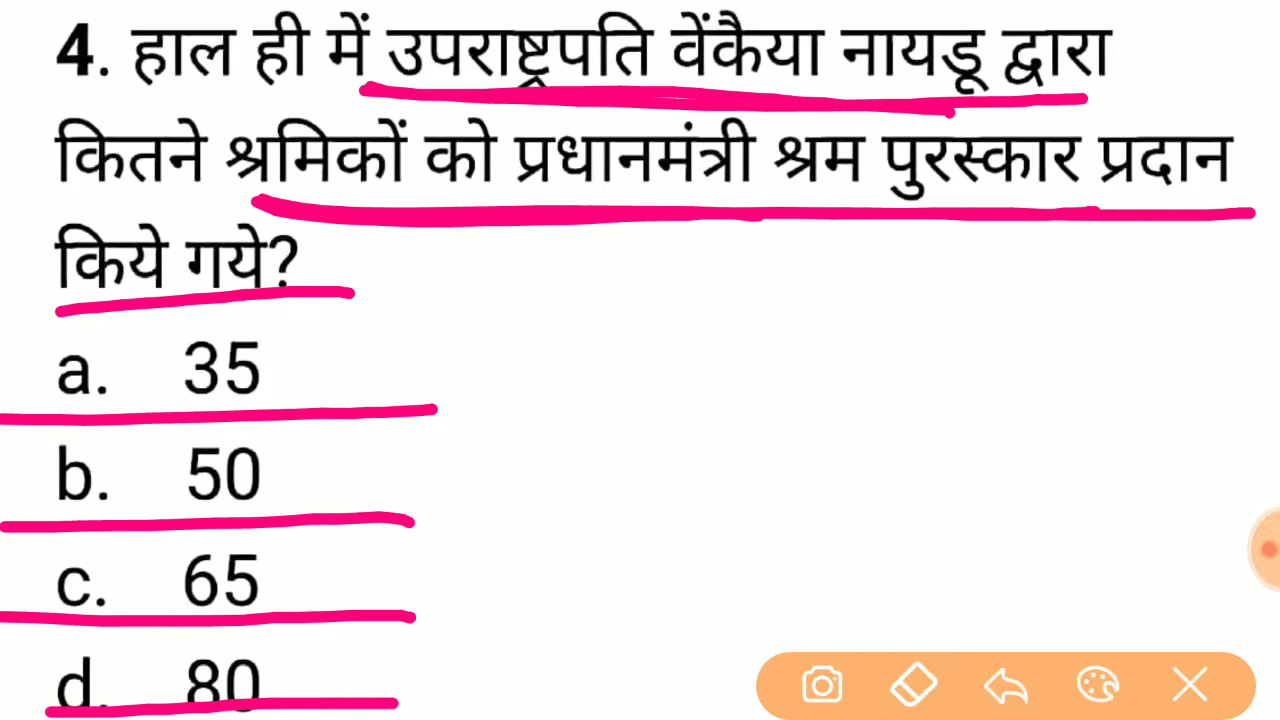 4. हाल ही में उपराष्ट्रपति वेंकैया नायडू द्वारा
कितने श्रमिकों को प्रधानमंत्री श्रम पुरस्कार प्रदान
किये गये?
a. 35
b. 50
c. 65
d. 80